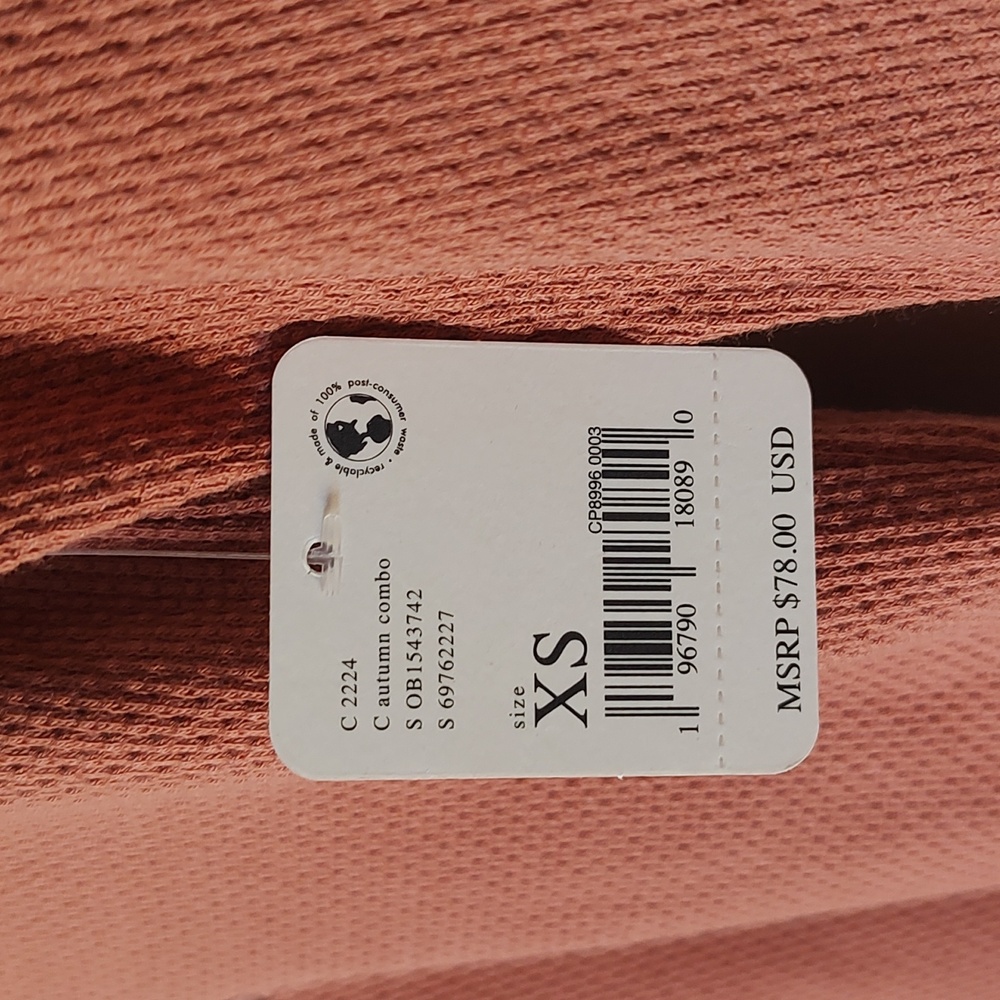 recyclable & made of 100% post-consumer waste •
C 2224
C autumn combo
S OB1543742
S 69762227
size
XS
CP8996 0003
1 96790 18089 0
MSRP $78.00 USD